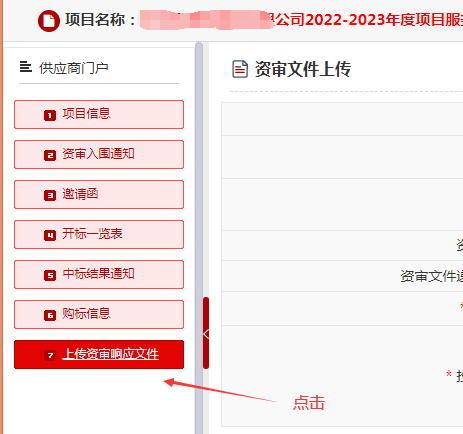 项目名称：公司2022-2023年度项目服
供应商门户
资审文件上传
1 项目信息
2 资审入围通知
3 邀请函
4 开标一览表
5 中标结果通知
6 购标信息
7 上传资审响应文件
资审文件
*
*
点击